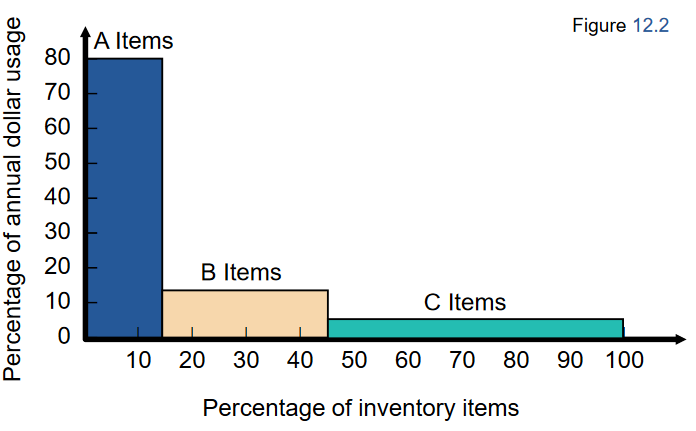 Figure 12.2
Percentage of annual dollar usage
A Items
80
70
60
50
40
30
20
10
0
B Items
C Items
10 20 30 40 50 60 70 80 90 100
Percentage of inventory items